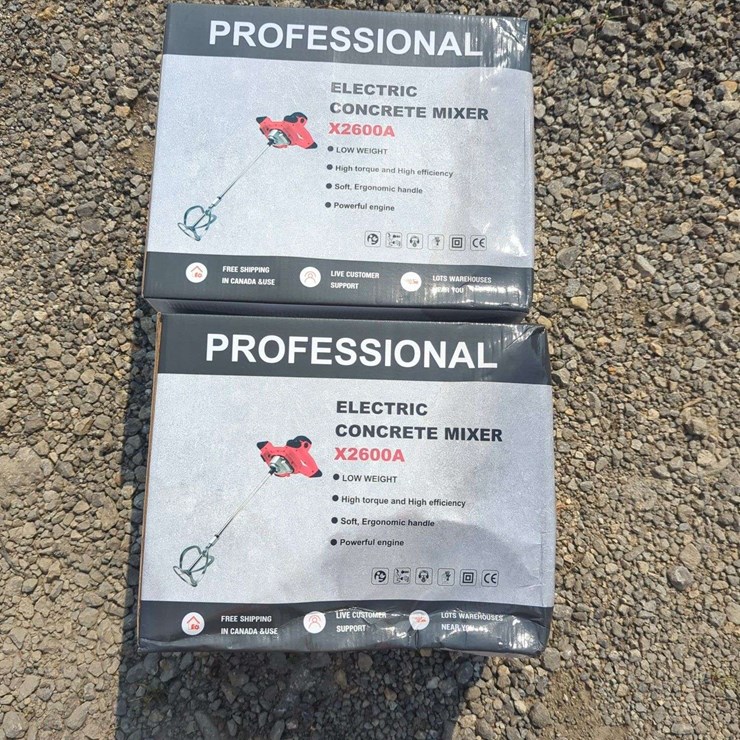 PROFESSIONAL
ELECTRIC
CONCRETE MIXER
X2600A
LOW WEIGHT
High torque and High efficiency
Soft, Ergonomic handle
Powerful engine
CE
FREE SHIPPING
IN CANADA &USE
LIVE CUSTOMER
SUPPORT
LOTS WAREHOUSES
NEAR YOU
PROFESSIONAL
ELECTRIC
CONCRETE MIXER
X2600A
LOW WEIGHT
High torque and High efficiency
Soft, Ergonomic handle
Powerful engine
CE
FREE SHIPPING
IN CANADA &USE
LIVE CUSTOMER
SUPPORT
LOTS WAREHOUSES
NEAR YOU